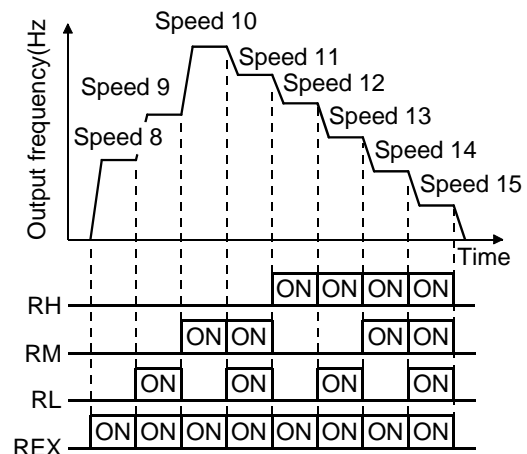 Output frequency(Hz
Speed 10
Speed 11
Speed 9
Speed 12
Speed 8
Speed 13
Speed 14
Speed 15
Time
ON ON ON ON
RH
ON ON ON ON
RM
ON ON ON ON
RL
ON ON ON ON ON ON ON ON
REX